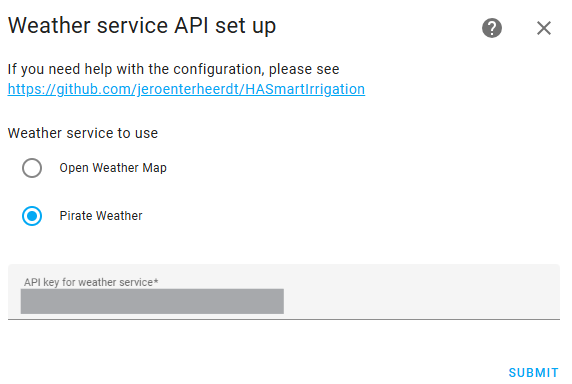 Weather service API set up
If you need help with the configuration, please see
https://github.com/jeroenterheerdt/HASmartIrrigation
Weather service to use
Open Weather Map
Pirate Weather
API key for weather service*
SUBMIT